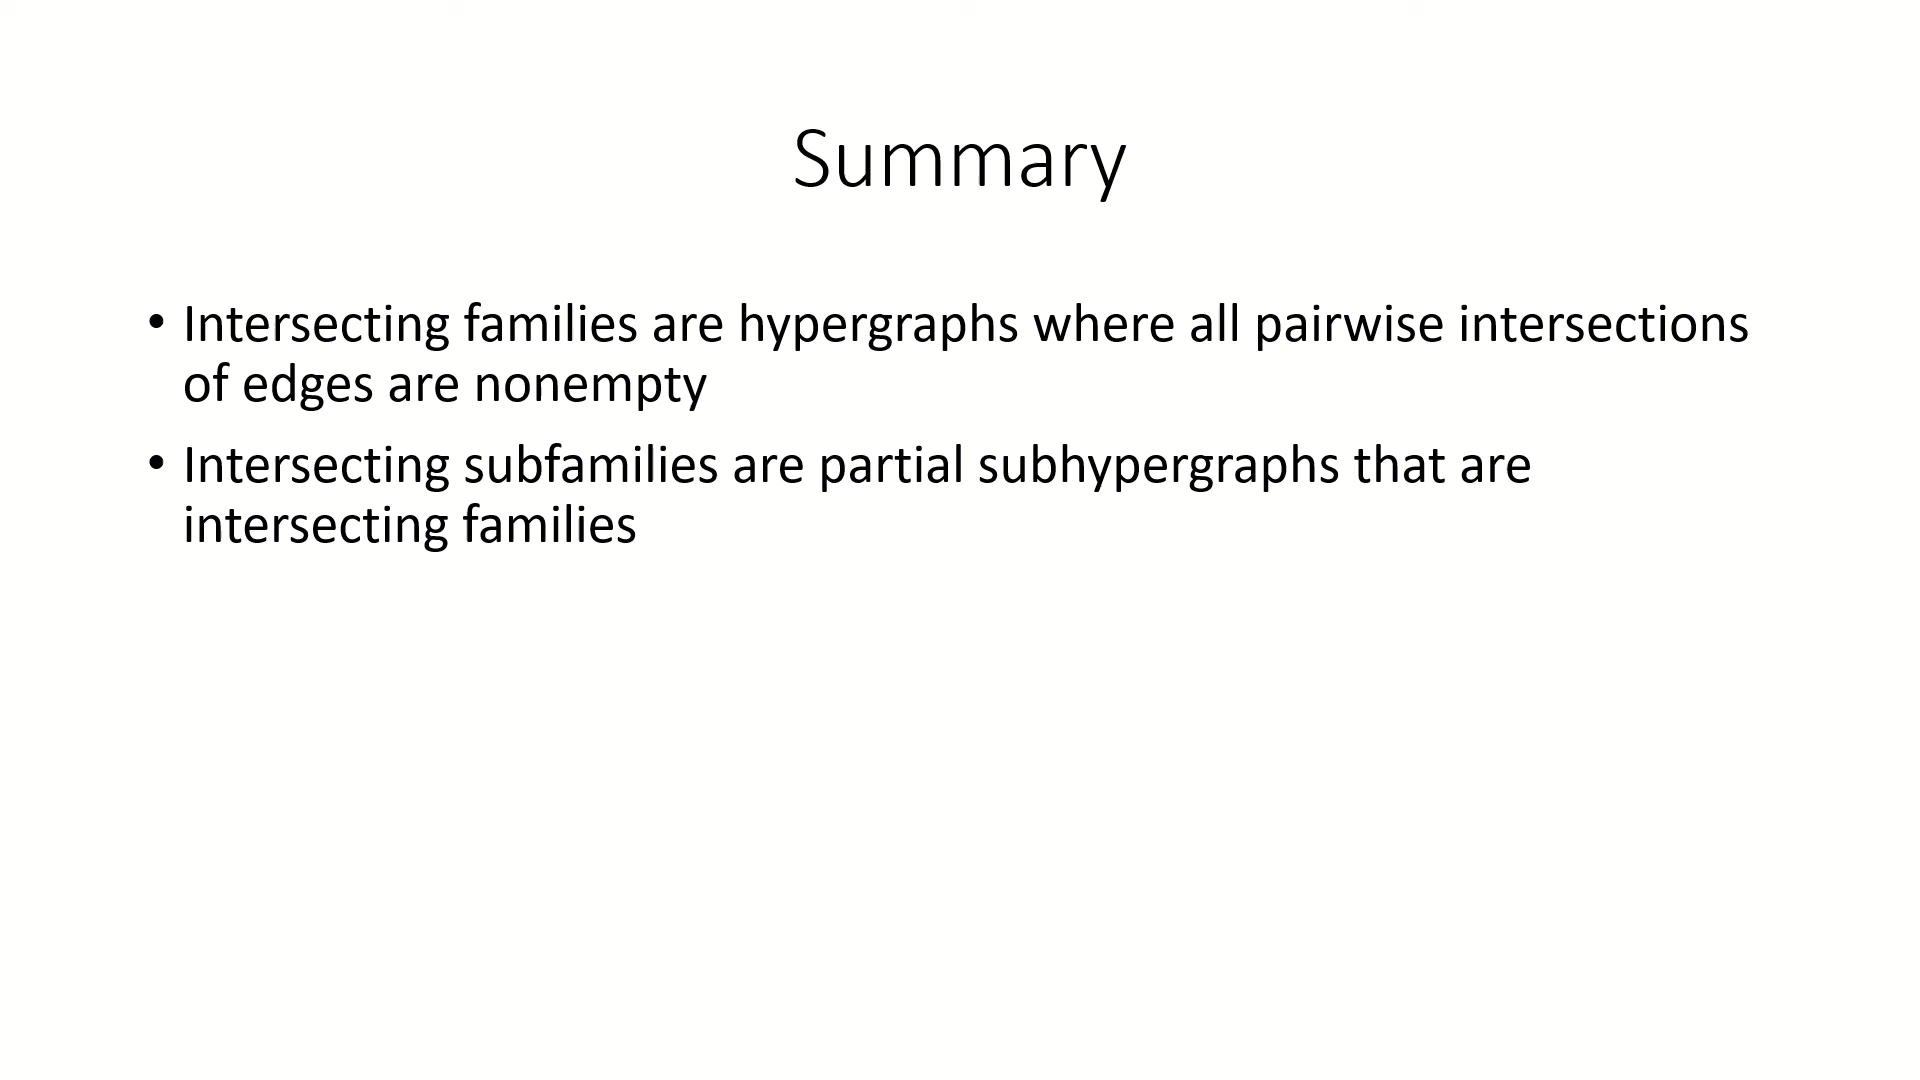 Summary
• Intersecting families are hypergraphs where all pairwise intersections
of edges are nonempty
• Intersecting subfamilies are partial subhypergraphs that are
intersecting families